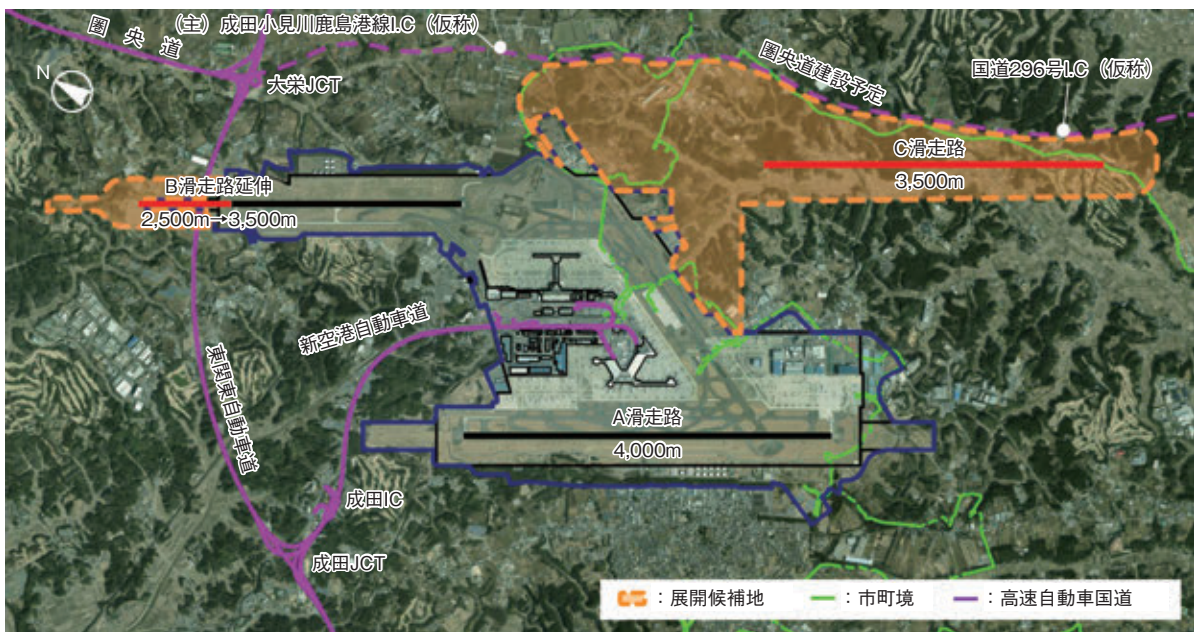 圏央道
（主）成田小見川鹿島港線I.C（仮称）
N
大栄JCT
圏央道建設予定
国道296号I.C（仮称）
C滑走路
3,500m
B滑走路延伸
2,500m→3,500m
新空港自動車道
東関東自動車道
A滑走路
4,000m
成田IC
成田JCT
：展開候補地
：市町境
：高速自動車国道